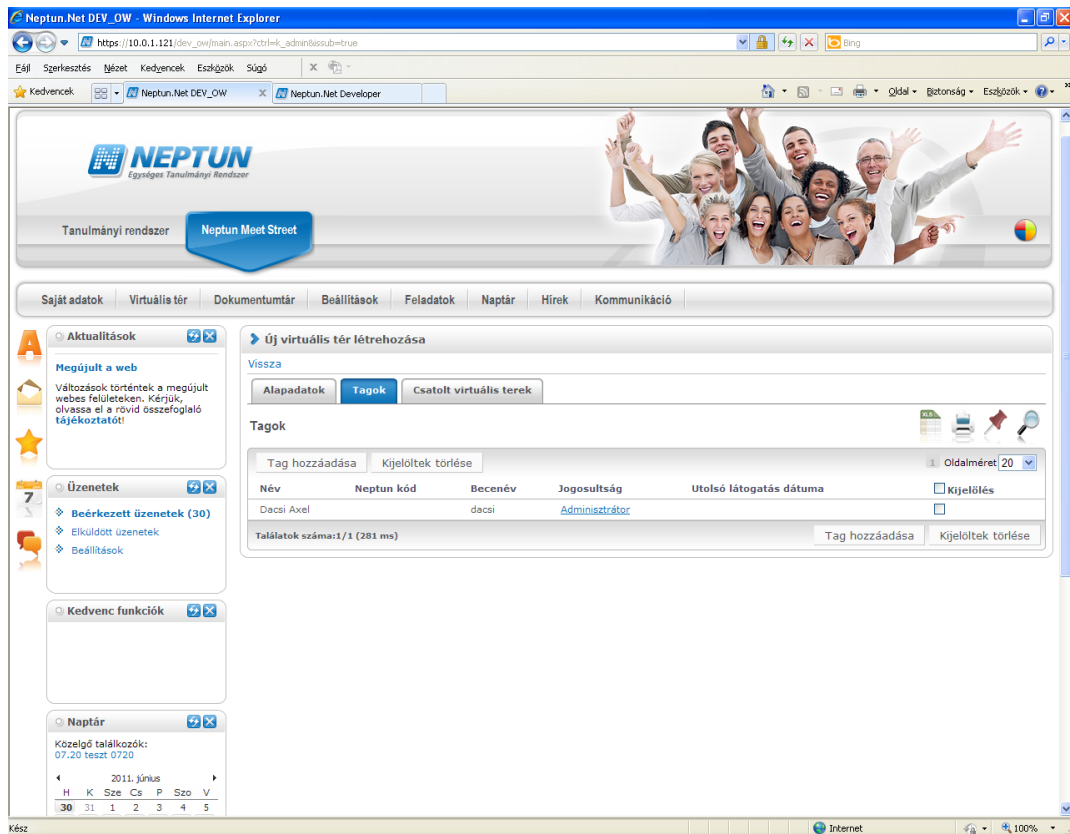 Neptun.Net DEV_OW - Windows Internet Explorer
https://10.0.1.121/dev_ow/main.aspx?ctrl=k_admin&issub=true
Bing
Fájl Szerkesztés Nézet Kedvencek Eszközök Súgó
Kedvencek Neptun.Net DEV_OW Neptun.Net Developer Oldal Biztonság Eszközök
NEPTUN
Egységes Tanulmányi Rendszer
Tanulmányi rendszer Neptun Meet Street
Saját adatok Virtuális tér Dokumentumtár Beállítások Feladatok Naptár Hírek Kommunikáció
Aktualitások
Megújult a web
Változások történtek a megújult
webes felületeken. Kérjük,
olvassa el a rövid összefoglaló
tájékoztatót!
7
Üzenetek
Beérkezett üzenetek (30)
Elküldött üzenetek
Beállítások
Kedvenc funkciók
Naptár
Közelgő találkozók:
07.20 teszt 0720
2011. június
H K Sze Cs P Szo V
30 31 1 2 3 4 5
Új virtuális tér létrehozása
Vissza
Alapadatok Tagok Csatolt virtuális terek
Tagok
XLS
Tag hozzáadása Kijelöltek törlése 1 Oldalméret 20
Név Neptun kód Becenév Jogosultság Utolsó látogatás dátuma Kijelölés
Dacsi Axel dacsi Adminisztrátor
Találatok száma:1/1 (281 ms) Tag hozzáadása Kijelöltek törlése
Kész Internet 100%